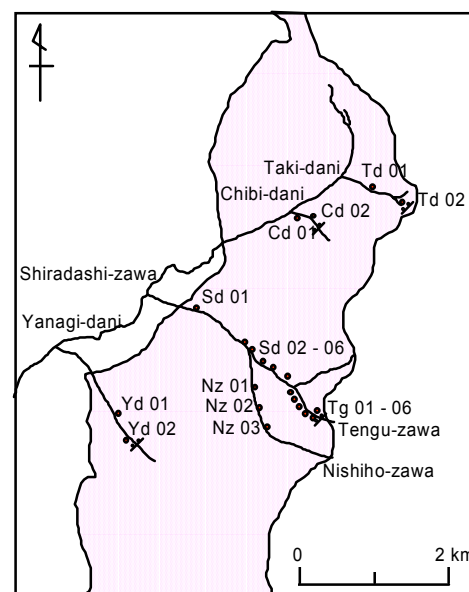 Taki-dani
Td 01
Chibi-dani
Td 02
Cd 02
Cd 01
Shiradashi-zawa
Sd 01
Yanagi-dani
Sd 02 - 06
Nz 01
Yd 01
Nz 02
Tg 01 - 06
Yd 02
Nz 03
Tengu-zawa
Nishiho-zawa
0
2 km